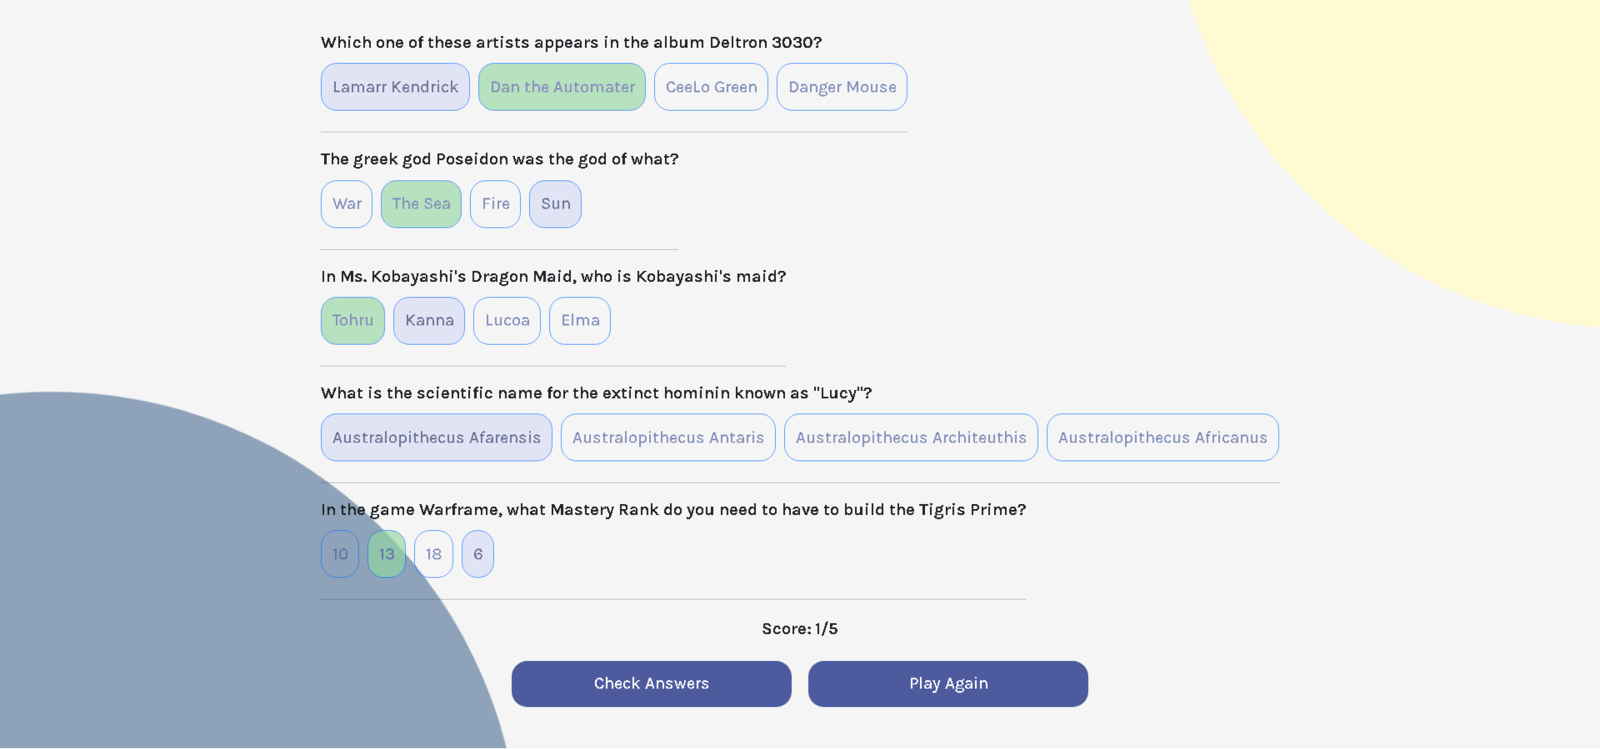 Which one of these artists appears in the album Deltron 3030?
Lamarr Kendrick Dan the Automater CeeLo Green Danger Mouse
The greek god Poseidon was the god of what?
War The Sea Fire Sun
In Ms. Kobayashi's Dragon Maid, who is Kobayashi's maid?
Tohru Kanna Lucoa Elma
What is the scientific name for the extinct hominin known as "Lucy"?
Australopithecus Afarensis Australopithecus Antaris Australopithecus Architeuthis Australopithecus Africanus
In the game Warframe, what Mastery Rank do you need to have to build the Tigris Prime?
10 13 18 6
Score: 1/5
Check Answers Play Again